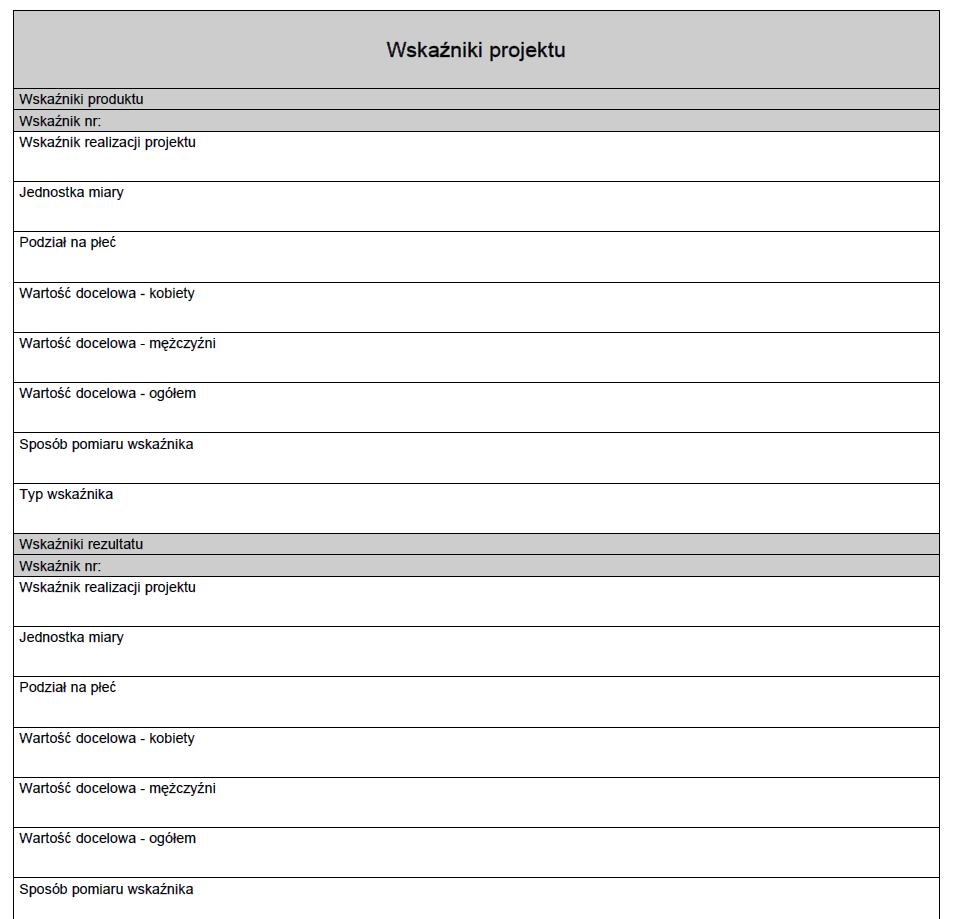 Wskaźniki projektu
Wskaźniki produktu
Wskaźnik nr:
Wskaźnik realizacji projektu
Jednostka miary
Podział na płeć
Wartość docelowa - kobiety
Wartość docelowa - mężczyźni
Wartość docelowa - ogółem
Sposób pomiaru wskaźnika
Typ wskaźnika
Wskaźniki rezultatu
Wskaźnik nr:
Wskaźnik realizacji projektu
Jednostka miary
Podział na płeć
Wartość docelowa - kobiety
Wartość docelowa - mężczyźni
Wartość docelowa - ogółem
Sposób pomiaru wskaźnika